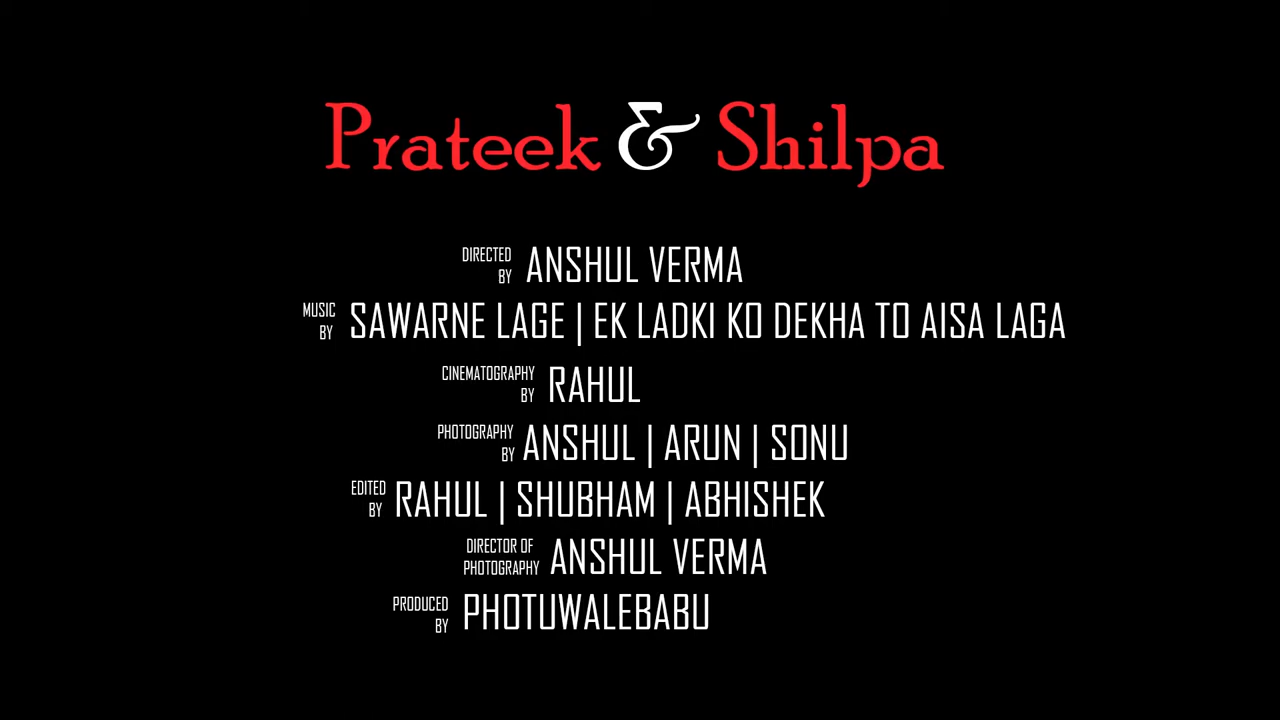 Prateek & Shilpa
DIRECTED BY ANSHUL VERMA
MUSIC BY SAWARNE LAGE | EK LADKI KO DEKHA TO AISA LAGA
CINEMATOGRAPHY BY RAHUL
PHOTOGRAPHY BY ANSHUL | ARUN | SONU
EDITED BY RAHUL | SHUBHAM | ABHISHEK
DIRECTOR OF PHOTOGRAPHY ANSHUL VERMA
PRODUCED BY PHOTUWALEBABU